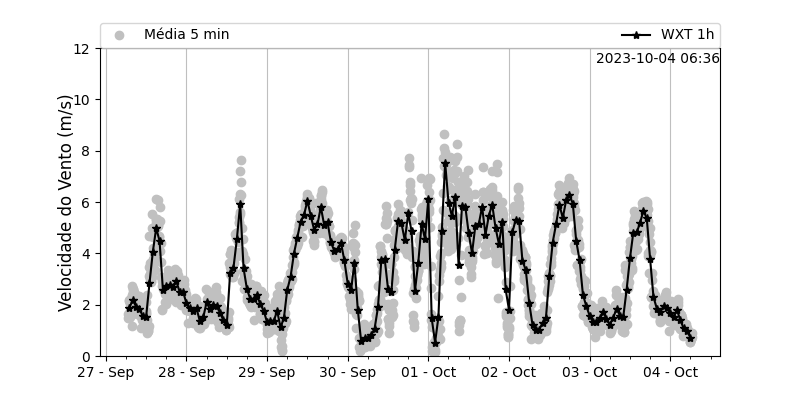 Média 5 min
WXT 1h
2023-10-04 06:36
Velocidade do Vento (m/s)
12
10
8
6
4
2
0
27 - Sep
28 - Sep
29 - Sep
30 - Sep
01 - Oct
02 - Oct
03 - Oct
04 - Oct